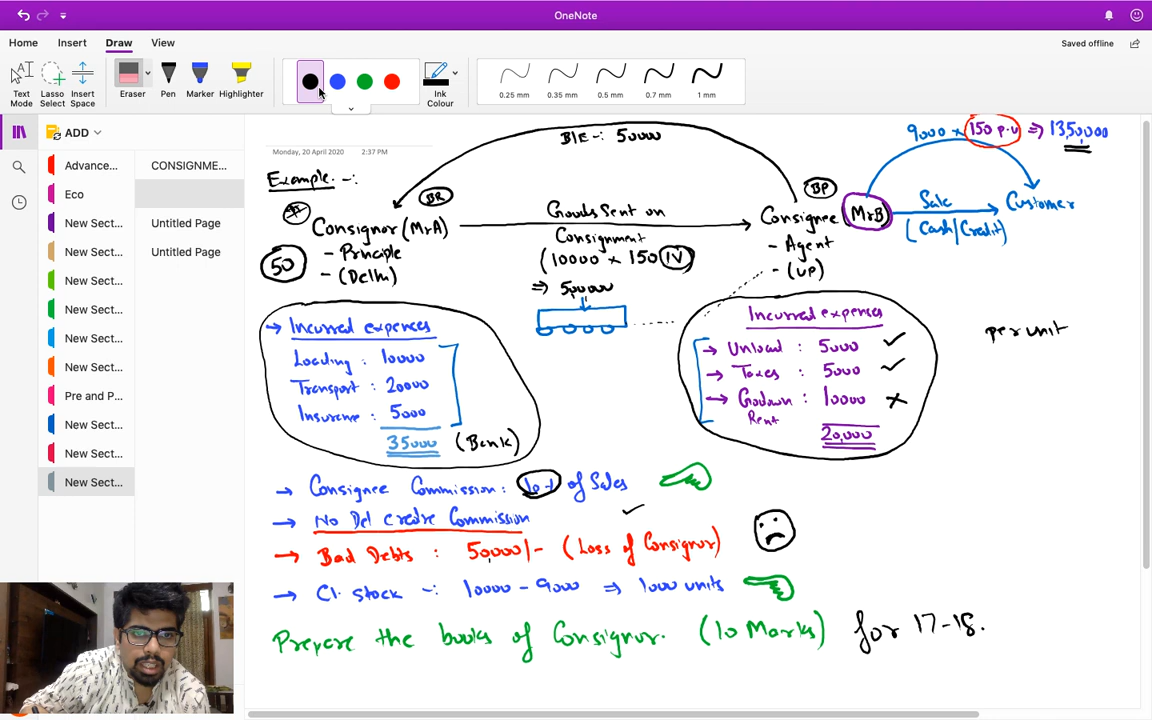 OneNote
Home Insert Draw View
Saved offline
Text Mode
Lasso Select
Insert Space
Eraser
Pen
Marker
Highlighter
Ink Colour
0.25 mm 0.35 mm 0.5 mm 0.7 mm 1 mm
ADD
Advance...
Eco
New Sect...
New Sect...
New Sect...
New Sect...
New Sect...
New Sect...
New Sect...
Pre and P...
New Sect...
New Sect...
New Sect...
CONSIGNME...
Untitled Page
Untitled Page
Monday, 20 April 2020 2:37 PM
B/E -: 50000
9000 × 150 p.u ⇒ 1350000
Example -:
BR
BP
Consignor (MrA)
- Principle
- (Delhi)
50
Goods Sent on
Consignment
(10000 × 150 IV)
Consignee (MrB)
- Agent
- (UP)
Sale
(Cash/Credit)
Customer
→ Incurred expenses
Loading : 10000
Transport : 20000
Insurance : 5000
35000 (Bank)
Incurred expenses
→ Unload : 5000 ✓
→ Taxes : 5000 ✓
→ Godown : 10000 ×
Rent
20,000
per unit
→ Consignee Commission: of Sales
→ No Del credre Commission
→ Bad Debts : 50,000/- (Loss of Consignor)
→ Cl. stock -: 10000 - 9000 ⇒ 1000 units
Prepare the books of Consignor. (10 Marks) for 17-18.